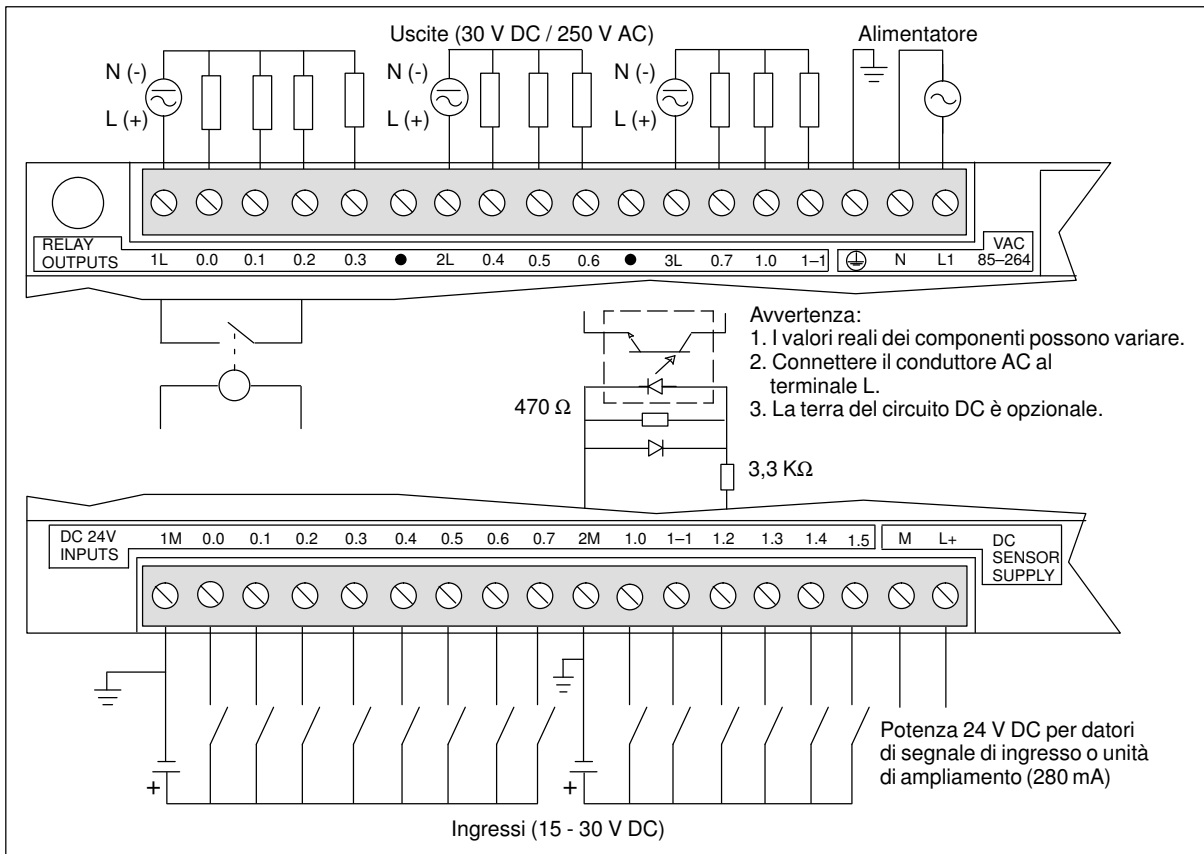 Uscite (30 V DC / 250 V AC)
Alimentatore
N (-)
N (-)
N (-)
L (+)
L (+)
L (+)
RELAY
OUTPUTS
1L 0.0 0.1 0.2 0.3 ● 2L 0.4 0.5 0.6 ● 3L 0.7 1.0 1–1 N L1
VAC
85–264
Avvertenza:
1. I valori reali dei componenti possono variare.
2. Connettere il conduttore AC al
terminale L.
3. La terra del circuito DC è opzionale.
470 Ω
3,3 KΩ
DC 24V
INPUTS
1M 0.0 0.1 0.2 0.3 0.4 0.5 0.6 0.7 2M 1.0 1–1 1.2 1.3 1.4 1.5 M L+
DC
SENSOR
SUPPLY
Potenza 24 V DC per datori
di segnale di ingresso o unità
di ampliamento (280 mA)
+
+
Ingressi (15 - 30 V DC)